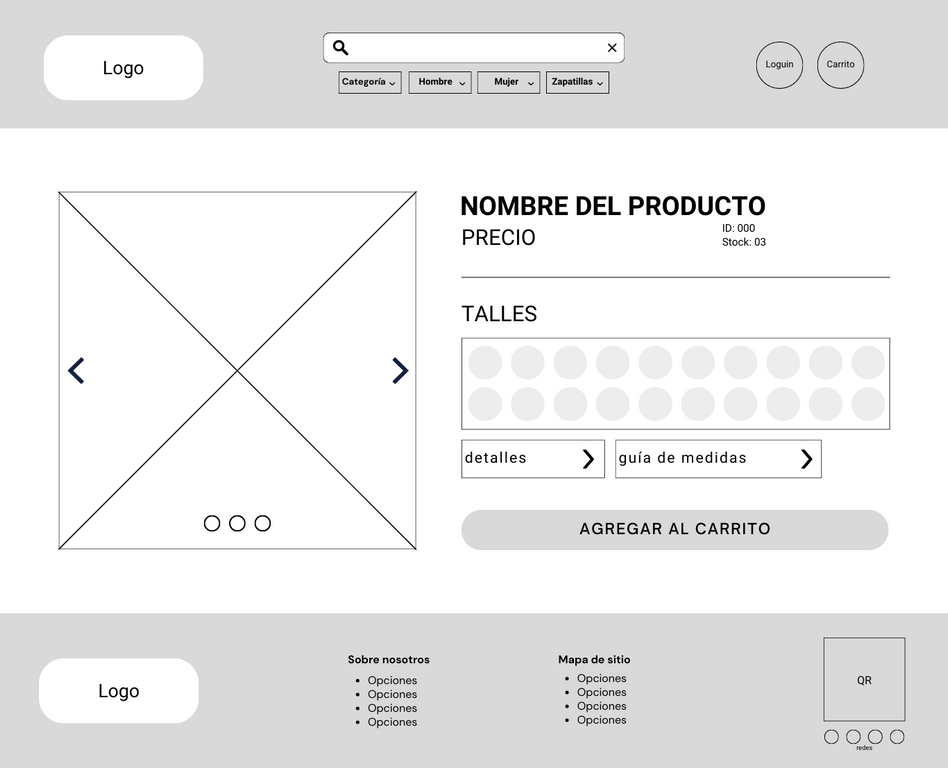 Logo
Categoría
Hombre
Mujer
Zapatillas
Loguin
Carrito
NOMBRE DEL PRODUCTO
PRECIO
ID: 000
Stock: 03
TALLES
detalles
guía de medidas
AGREGAR AL CARRITO
Logo
Sobre nosotros
Opciones
Opciones
Opciones
Opciones
Mapa de sitio
Opciones
Opciones
Opciones
Opciones
QR
redes